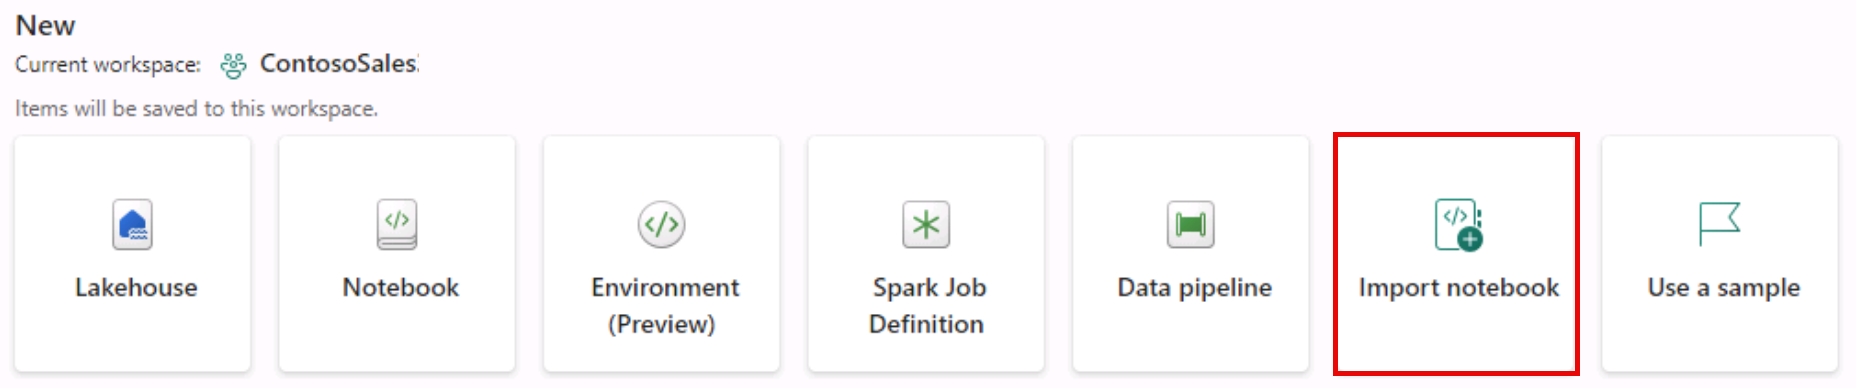 New
Current workspace: ContosoSales
Items will be saved to this workspace.
Lakehouse
Notebook
Environment
(Preview)
Spark Job
Definition
Data pipeline
Import notebook
Use a sample